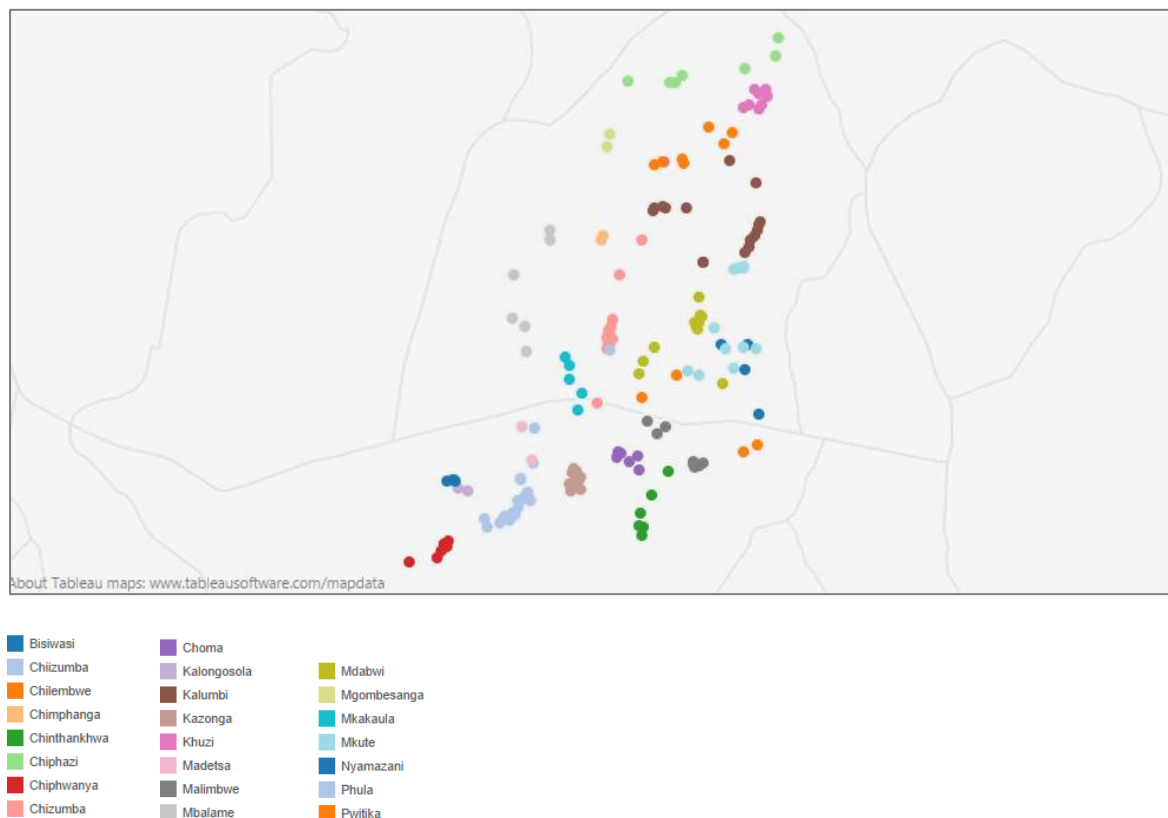 About Tableau maps: www.tableausoftware.com/mapdata
Bisiwasi
Chiizumba
Chilembwe
Chimphanga
Chinthankhwa
Chiphazi
Chiphwanya
Chizumba
Choma
Kalongosola
Kalumbi
Kazonga
Khuzi
Madetsa
Malimbwe
Mbalame
Mdabwi
Mgombesanga
Mkakaula
Mkute
Nyamazani
Phula
Pwitika